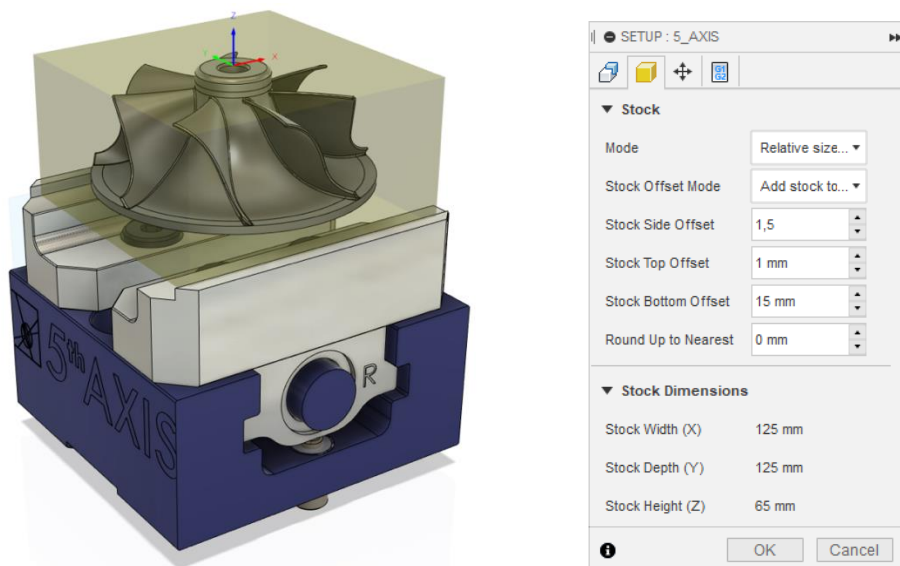 Z
Y
X
5th AXIS
R
SETUP : 5_AXIS
G1
G2
Stock
Mode
Relative size...
Stock Offset Mode
Add stock to...
Stock Side Offset
1,5
Stock Top Offset
1 mm
Stock Bottom Offset
15 mm
Round Up to Nearest
0 mm
Stock Dimensions
Stock Width (X)
125 mm
Stock Depth (Y)
125 mm
Stock Height (Z)
65 mm
OK
Cancel